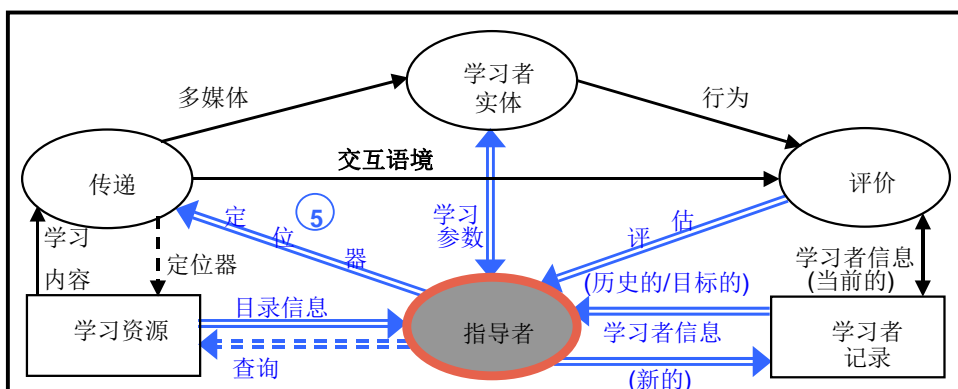 学习者
实体
多媒体
行为
交互语境
传递
评价
定位器
5
学习
参数
评估
学习
内容
定位器
学习者信息
(当前的)
(历史的/目标的)
目录信息
学习资源
指导者
学习者信息
学习者
记录
查询
(新的)